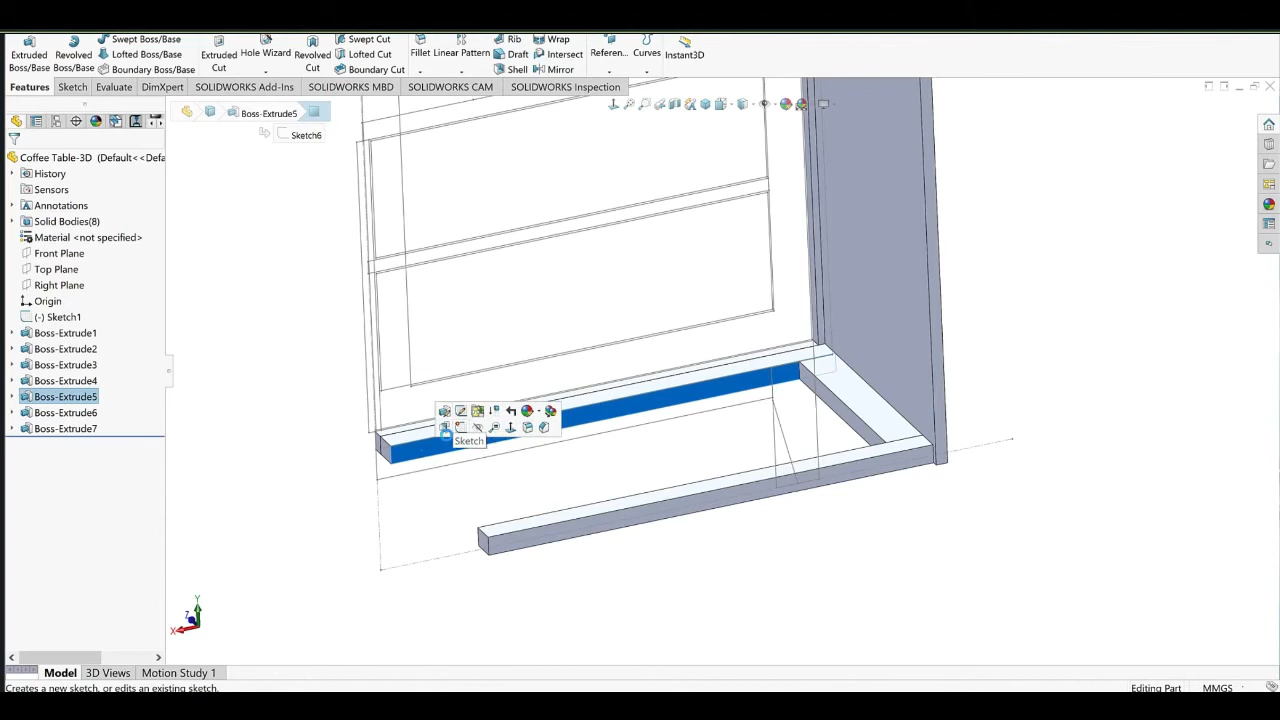 Swept Boss/Base
Swept Cut
Rib
Wrap
Extruded Boss/Base
Revolved Boss/Base
Lofted Boss/Base
Extruded Cut
Hole Wizard
Revolved Cut
Lofted Cut
Fillet
Linear Pattern
Draft
Intersect
Referen...
Curves
Instant3D
Boundary Boss/Base
Boundary Cut
Shell
Mirror
Features
Sketch
Evaluate
DimXpert
SOLIDWORKS Add-Ins
SOLIDWORKS MBD
SOLIDWORKS CAM
SOLIDWORKS Inspection
Boss-Extrude5
Sketch6
Coffee Table-3D (Default<<Defa
History
Sensors
Annotations
Solid Bodies(8)
Material <not specified>
Front Plane
Top Plane
Right Plane
Origin
(-) Sketch1
Boss-Extrude1
Boss-Extrude2
Boss-Extrude3
Boss-Extrude4
Boss-Extrude5
Boss-Extrude6
Boss-Extrude7
Sketch
Y
Z
X
Model
3D Views
Motion Study 1
Creates a new sketch, or edits an existing sketch.
Editing Part
MMGS